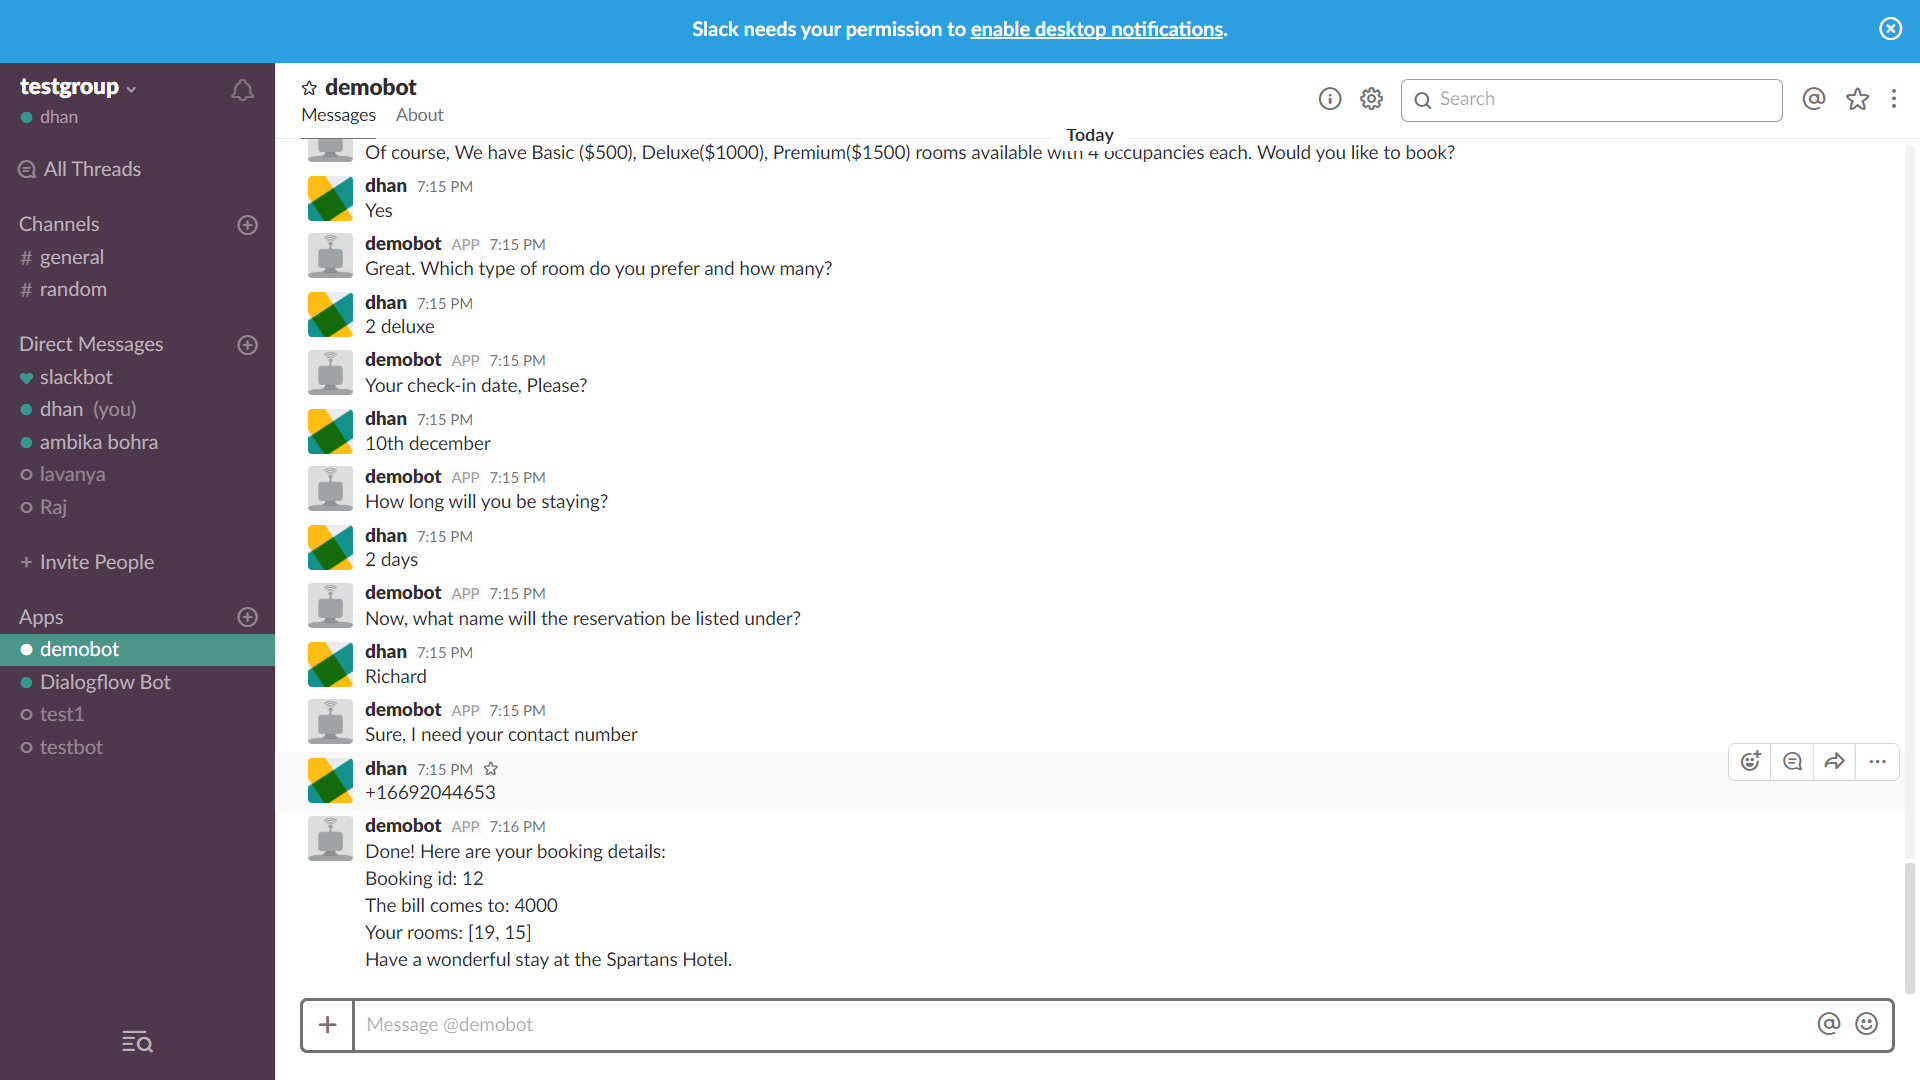 Slack needs your permission to enable desktop notifications.
testgroup
dhan
All Threads
Channels
# general
# random
Direct Messages
slackbot
dhan (you)
ambika bohra
lavanya
Raj
+ Invite People
Apps
demobot
Dialogflow Bot
test1
testbot
demobot
Messages About
Search
Today
Of course, We have Basic ($500), Deluxe($1000), Premium($1500) rooms available with 4 occupancies each. Would you like to book?
dhan 7:15 PM
Yes
demobot APP 7:15 PM
Great. Which type of room do you prefer and how many?
dhan 7:15 PM
2 deluxe
demobot APP 7:15 PM
Your check-in date, Please?
dhan 7:15 PM
10th december
demobot APP 7:15 PM
How long will you be staying?
dhan 7:15 PM
2 days
demobot APP 7:15 PM
Now, what name will the reservation be listed under?
dhan 7:15 PM
Richard
demobot APP 7:15 PM
Sure, I need your contact number
dhan 7:15 PM
+16692044653
demobot APP 7:16 PM
Done! Here are your booking details:
Booking id: 12
The bill comes to: 4000
Your rooms: [19, 15]
Have a wonderful stay at the Spartans Hotel.
Message @demobot